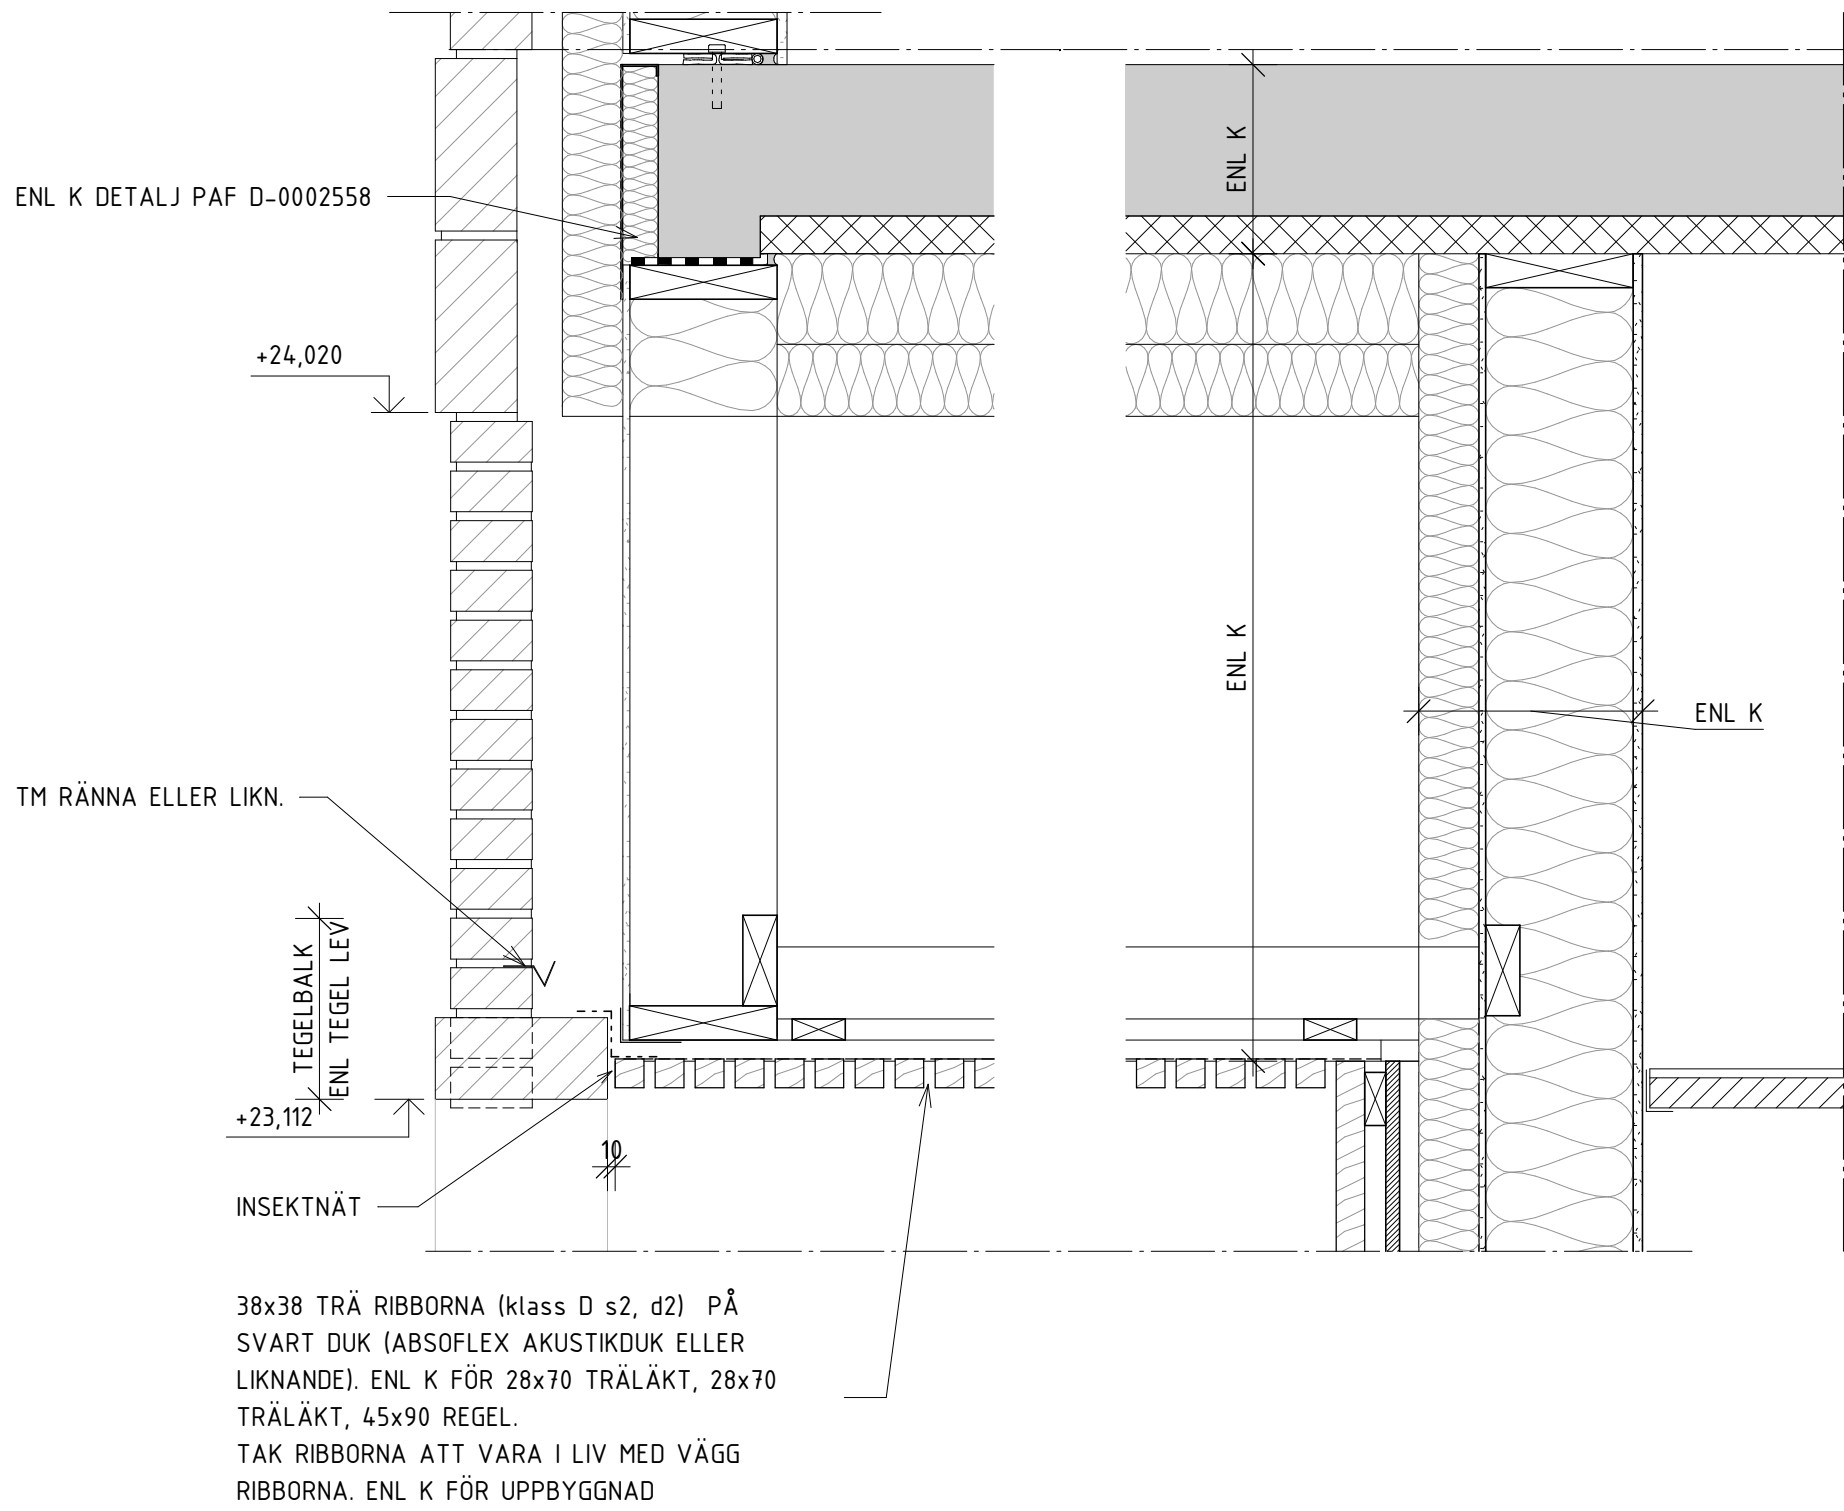 ENL K
ENL K DETALJ PAF D-0002558
+24,020
ENL K
ENL K
TM RÄNNA ELLER LIKN.
TEGELBALK
ENL TEGEL LEV
+23,112
10
INSEKTNÄT
38x38 TRÄ RIBBORNA (klass D s2, d2) PÅ
SVART DUK (ABSOFLEX AKUSTIKDUK ELLER
LIKNANDE). ENL K FÖR 28x70 TRÄLÄKT, 28x70
TRÄLÄKT, 45x90 REGEL.
TAK RIBBORNA ATT VARA I LIV MED VÄGG
RIBBORNA. ENL K FÖR UPPBYGGNAD